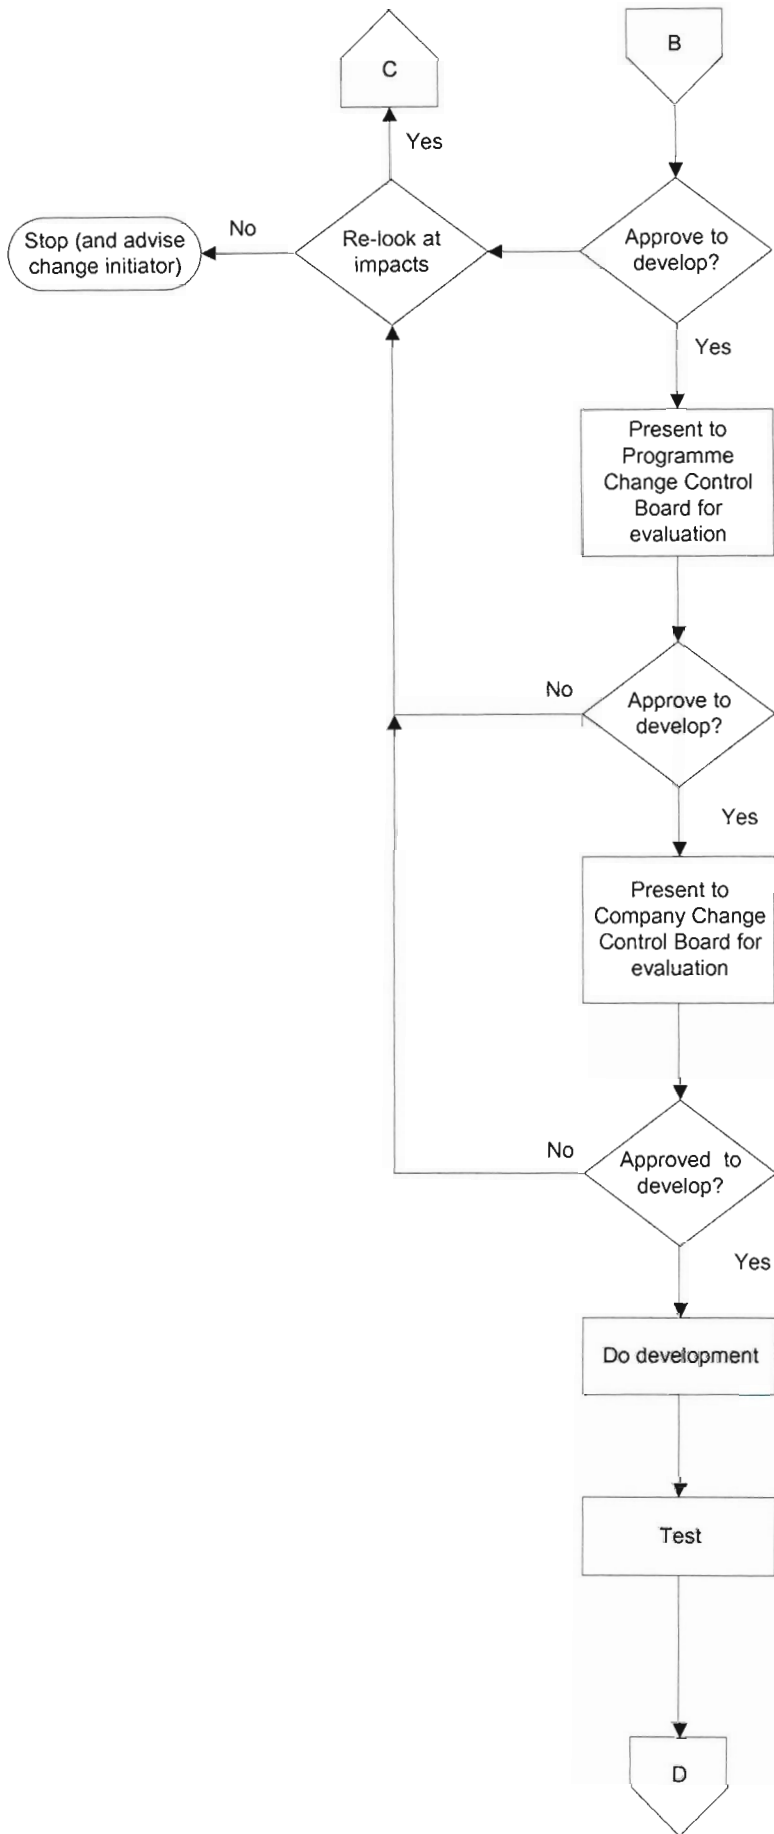 C
B
Yes
No
Stop (and advise
change initiator)
Re-look at
impacts
Approve to
develop?
Yes
Present to
Programme
Change Control
Board for
evaluation
No
Approve to
develop?
Yes
Present to
Company Change
Control Board for
evaluation
No
Approved to
develop?
Yes
Do development
Test
D